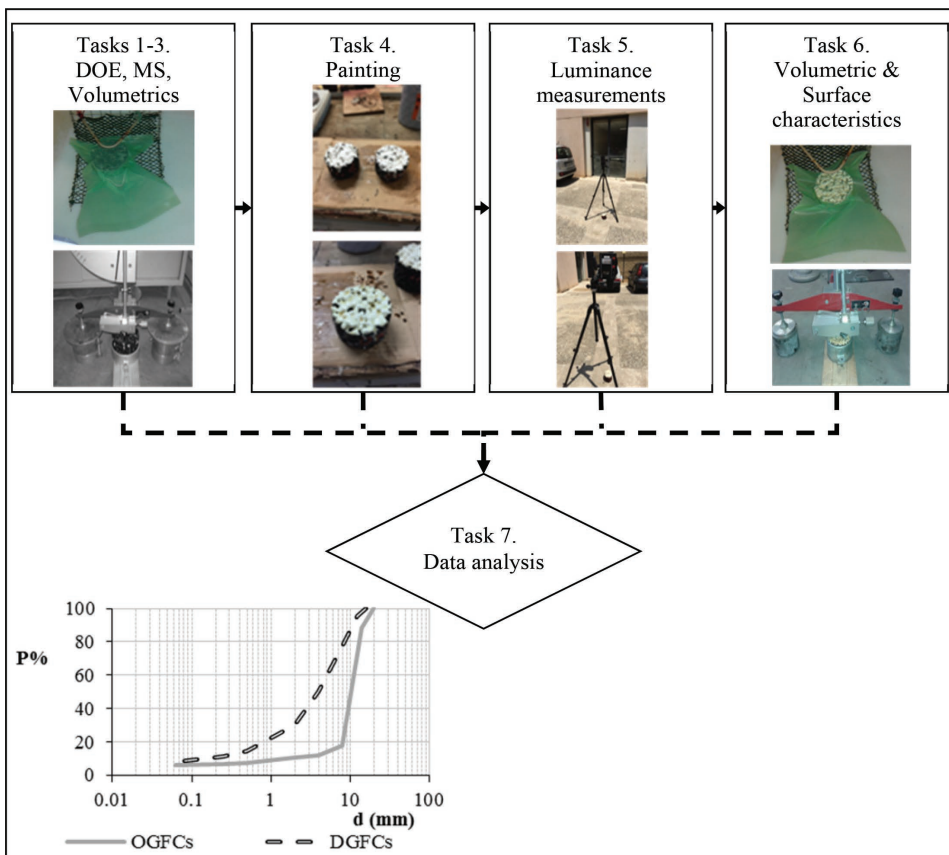 Tasks 1-3.
DOE, MS,
Volumetrics
Task 4.
Painting
Task 5.
Luminance
measurements
Task 6.
Volumetric &
Surface
characteristics
Task 7.
Data analysis
100
80
P%
60
40
20
0
0.01 0.1 1 10 100
d (mm)
OGFCs DGFCs